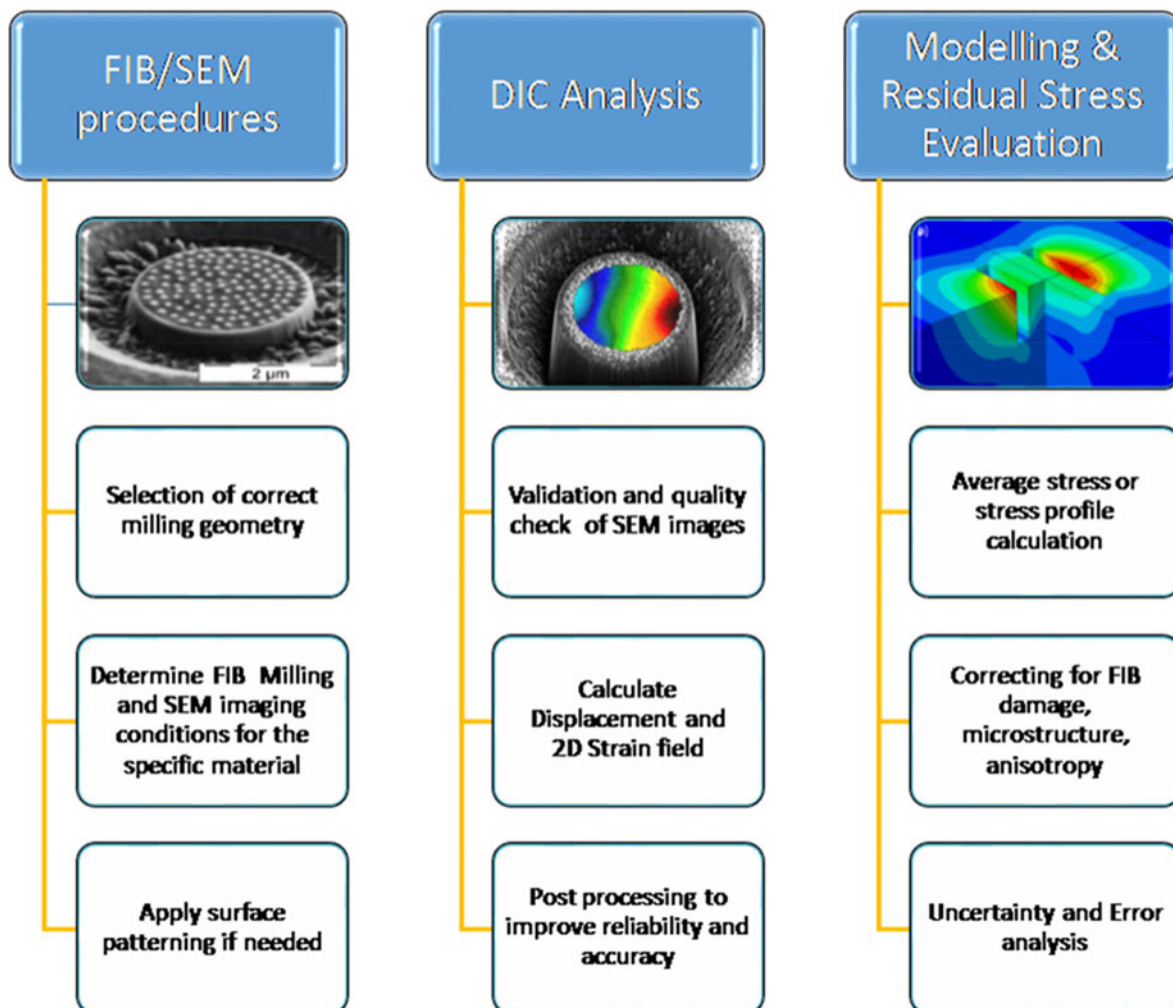 FIB/SEM
procedures
2 µm
Selection of correct
milling geometry
Determine FIB Milling
and SEM imaging
conditions for the
specific material
Apply surface
patterning if needed
DIC Analysis
Validation and quality
check of SEM images
Calculate
Displacement and
2D Strain field
Post processing to
improve reliability and
accuracy
Modelling &
Residual Stress
Evaluation
Average stress or
stress profile
calculation
Correcting for FIB
damage,
microstructure,
anisotropy
Uncertainty and Error
analysis